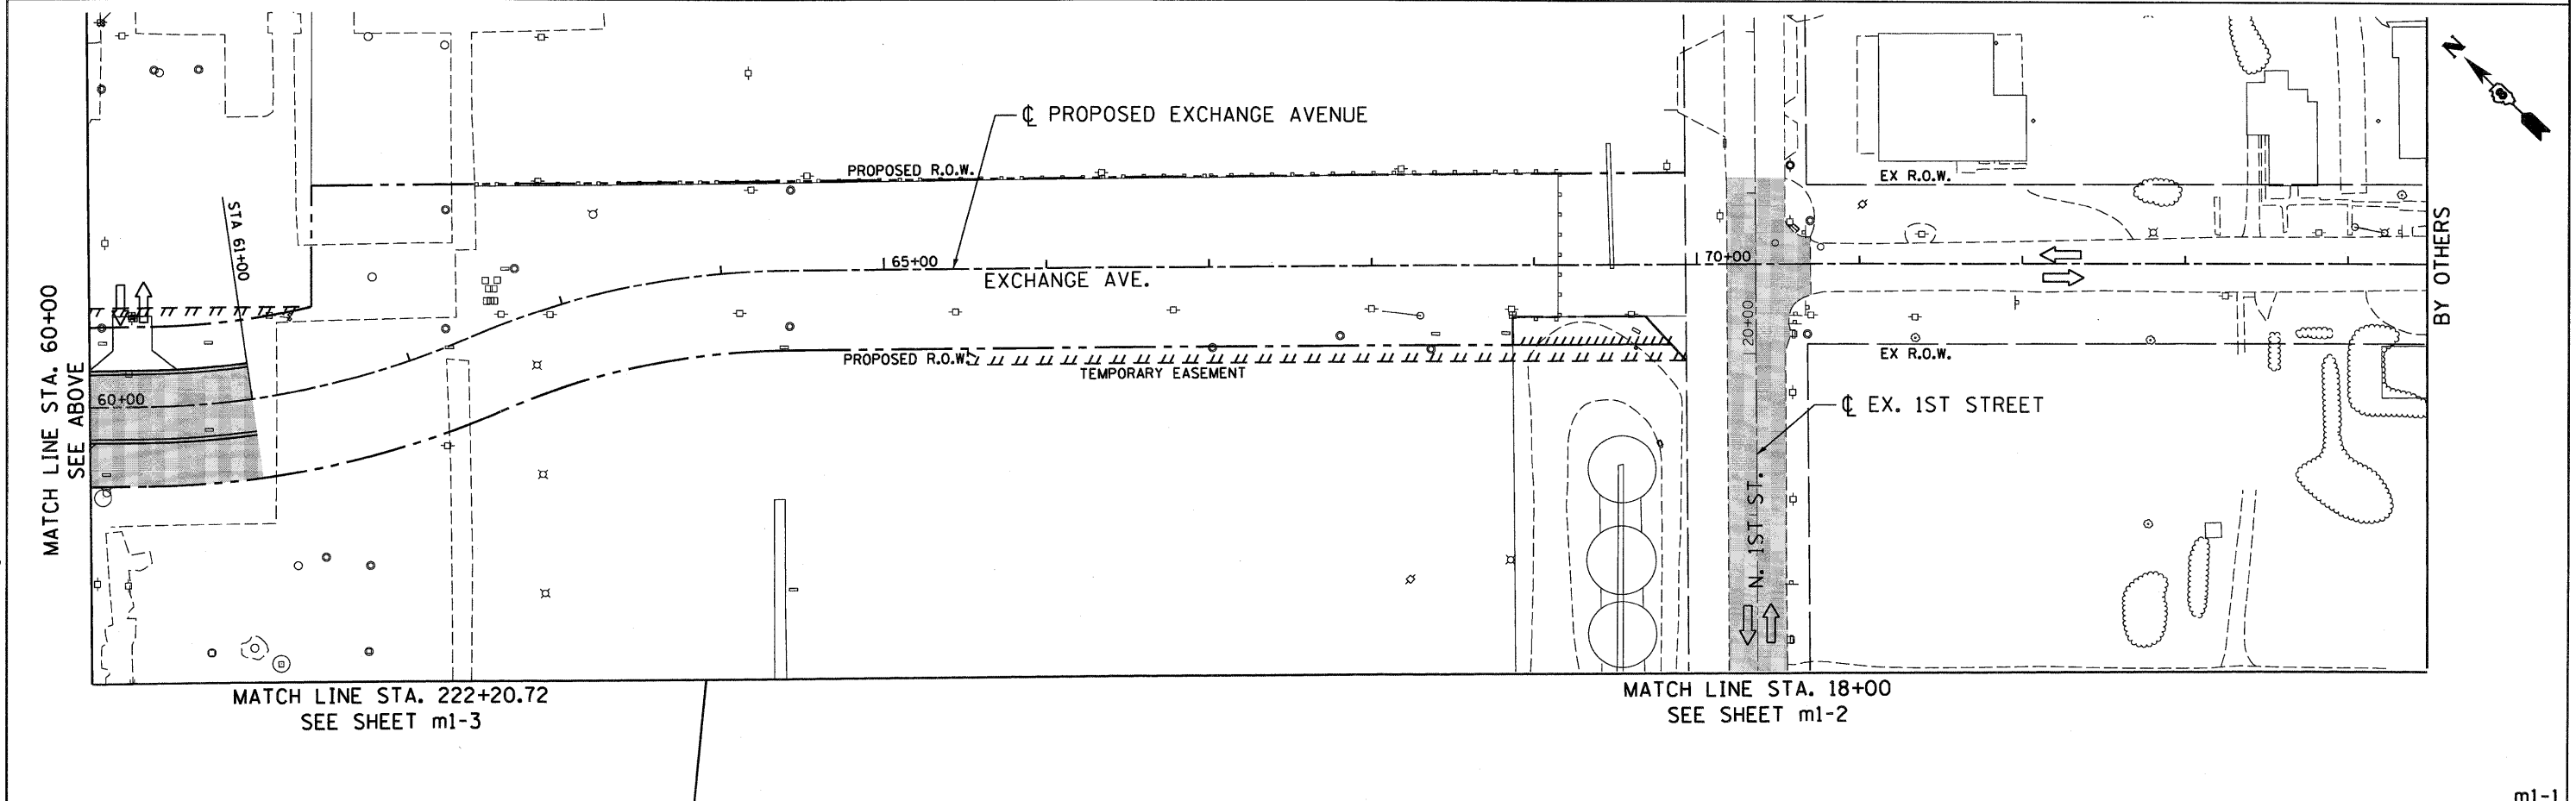 N
℄ PROPOSED EXCHANGE AVENUE
PROPOSED R.O.W.
EX R.O.W.
STA 61+00
65+00
EXCHANGE AVE.
70+00
BY OTHERS
MATCH LINE STA. 60+00
SEE ABOVE
20+00
PROPOSED R.O.W.
TEMPORARY EASEMENT
EX R.O.W.
60+00
℄ EX. 1ST STREET
N. 1ST ST.
MATCH LINE STA. 222+20.72
SEE SHEET m1-3
MATCH LINE STA. 18+00
SEE SHEET m1-2
m1-1